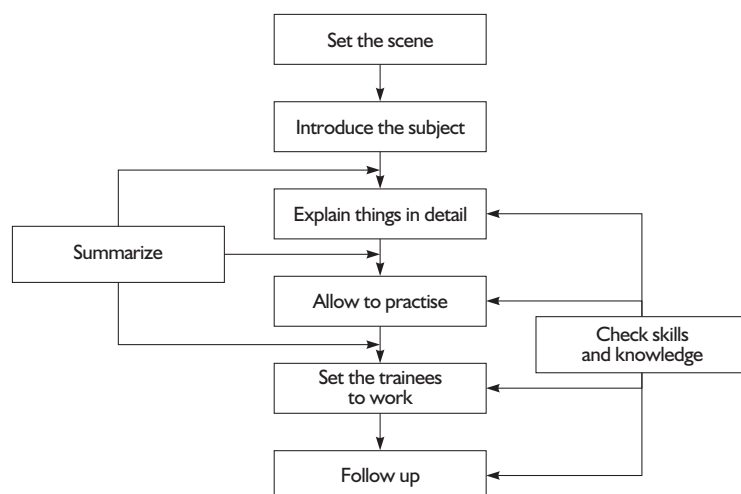 Set the scene
Introduce the subject
Explain things in detail
Summarize
Allow to practise
Check skills
and knowledge
Set the trainees
to work
Follow up